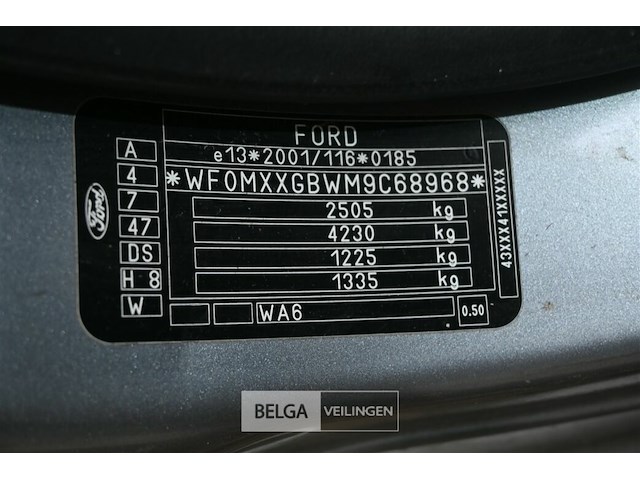 FORD
e13*2001/116*0185
*WF0MXXGBWM9C68968*
2505 kg
4230 kg
1225 kg
1335 kg
A
4
7
47
DS
H 8
W
WA6
0.50
43XXX41XXXXX
Ford
BELGA VEILINGEN